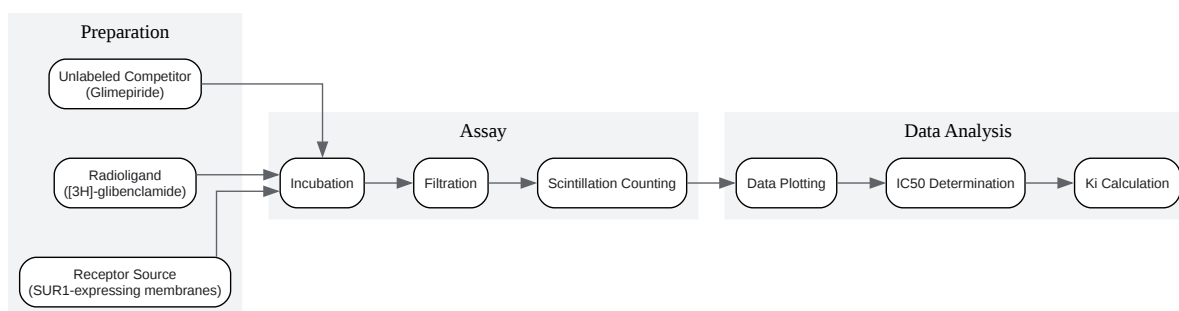 Preparation
Unlabeled Competitor
(Glimepiride)
Radioligand
([3H]-glibenclamide)
Receptor Source
(SUR1-expressing membranes)
Assay
Incubation
Filtration
Scintillation Counting
Data Analysis
Data Plotting
IC50 Determination
Ki Calculation